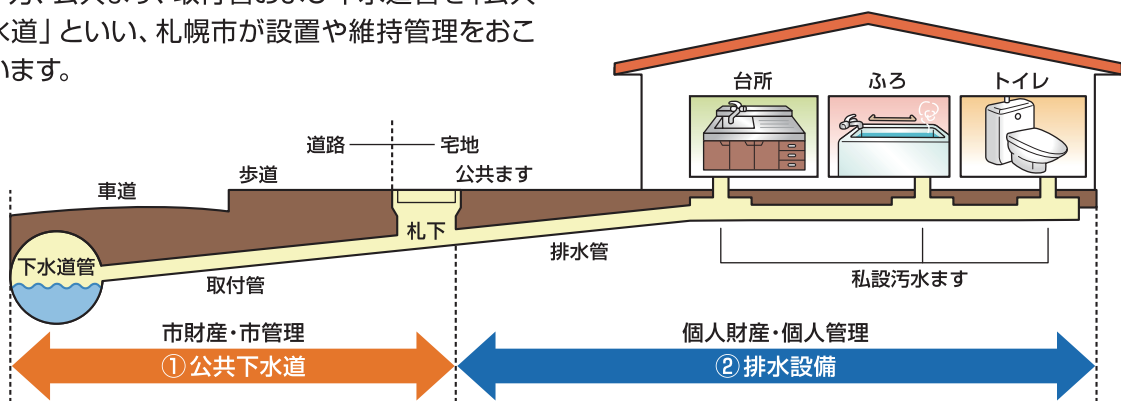 水道」といい、札幌市が設置や維持管理をおこ
います。
台所
ふろ
トイレ
道路
宅地
車道
歩道
公共ます
札下
下水道管
取付管
排水管
私設汚水ます
市財産・市管理
①公共下水道
個人財産・個人管理
②排水設備